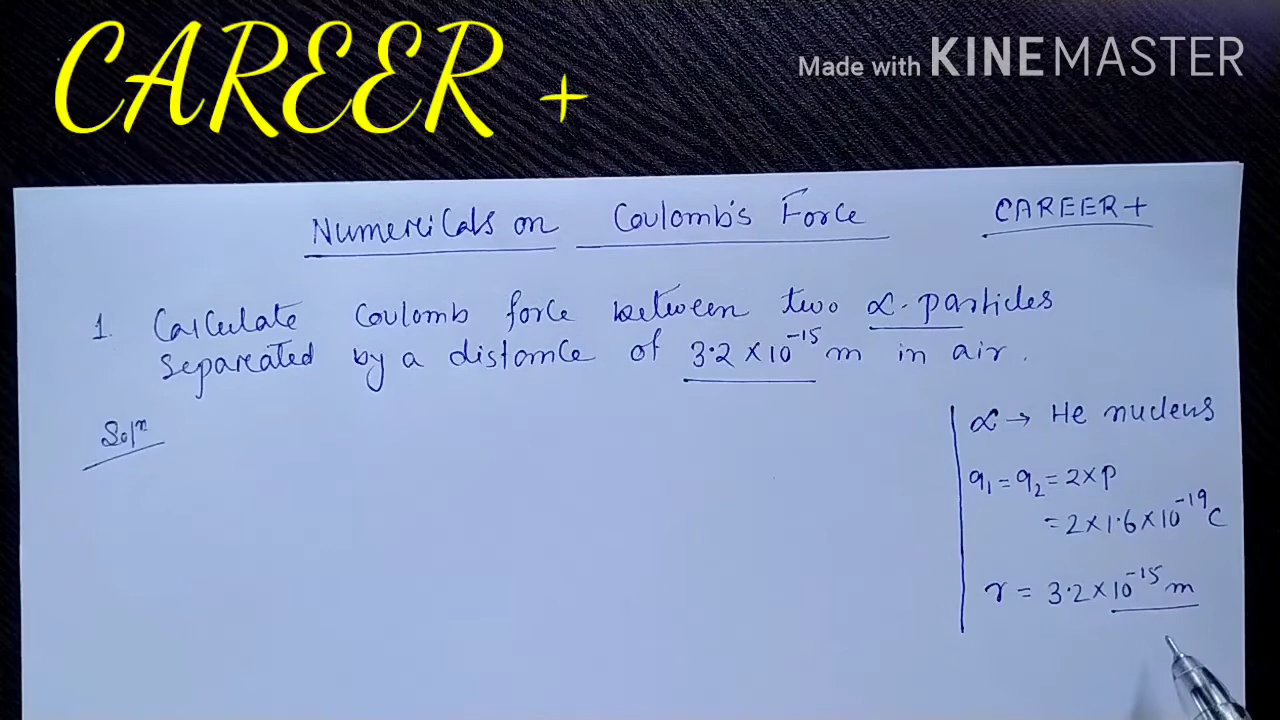 CAREER +
Made with KINEMASTER
Numericals on Coulomb's Force
CAREER+
1. Calculate Coulomb force between two α-particles
separated by a distance of 3.2 × 10⁻¹⁵ m in air.
Solⁿ
α → He nucleus
q₁ = q₂ = 2×p
= 2×1.6×10⁻¹⁹ C
r = 3.2×10⁻¹⁵ m